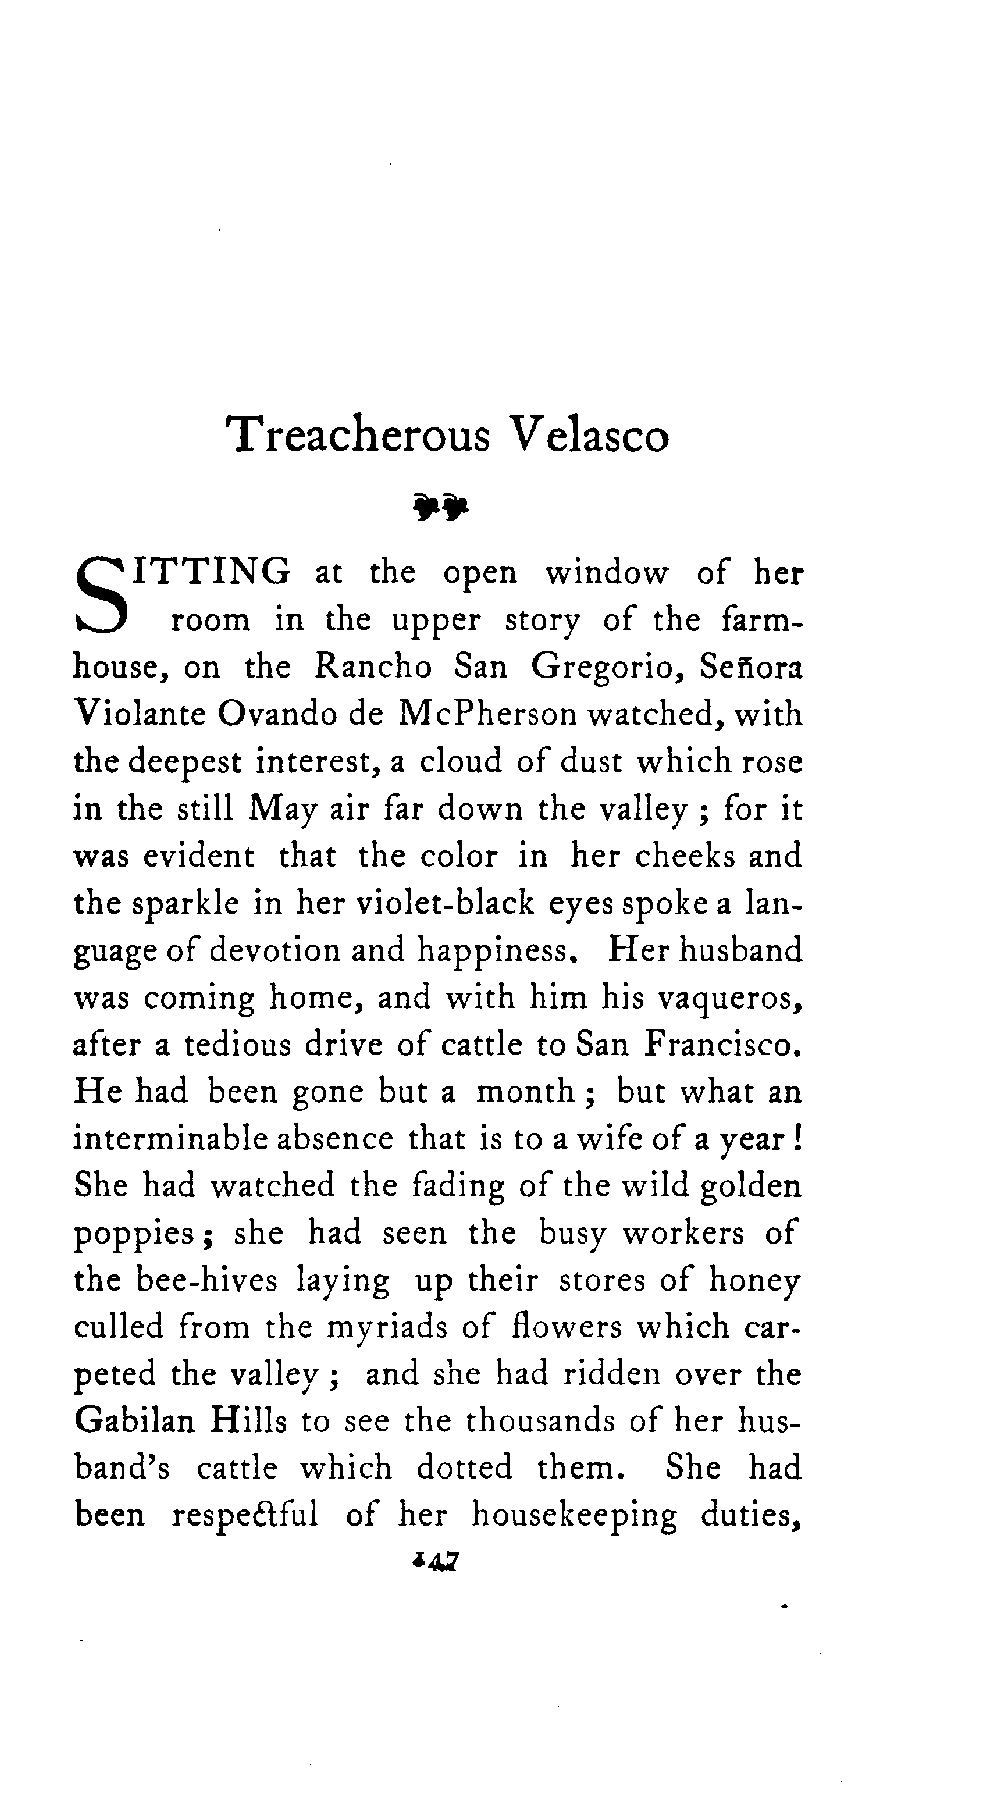 Treacherous Velasco
SITTING at the open window of her
room in the upper story of the farm-
house, on the Rancho San Gregorio, Señora
Violante Ovando de McPherson watched, with
the deepest interest, a cloud of dust which rose
in the still May air far down the valley ; for it
was evident that the color in her cheeks and
the sparkle in her violet-black eyes spoke a lan-
guage of devotion and happiness. Her husband
was coming home, and with him his vaqueros,
after a tedious drive of cattle to San Francisco.
He had been gone but a month ; but what an
interminable absence that is to a wife of a year !
She had watched the fading of the wild golden
poppies ; she had seen the busy workers of
the bee-hives laying up their stores of honey
culled from the myriads of flowers which car-
peted the valley ; and she had ridden over the
Gabilan Hills to see the thousands of her hus-
band's cattle which dotted them. She had
been respectful of her housekeeping duties,
147